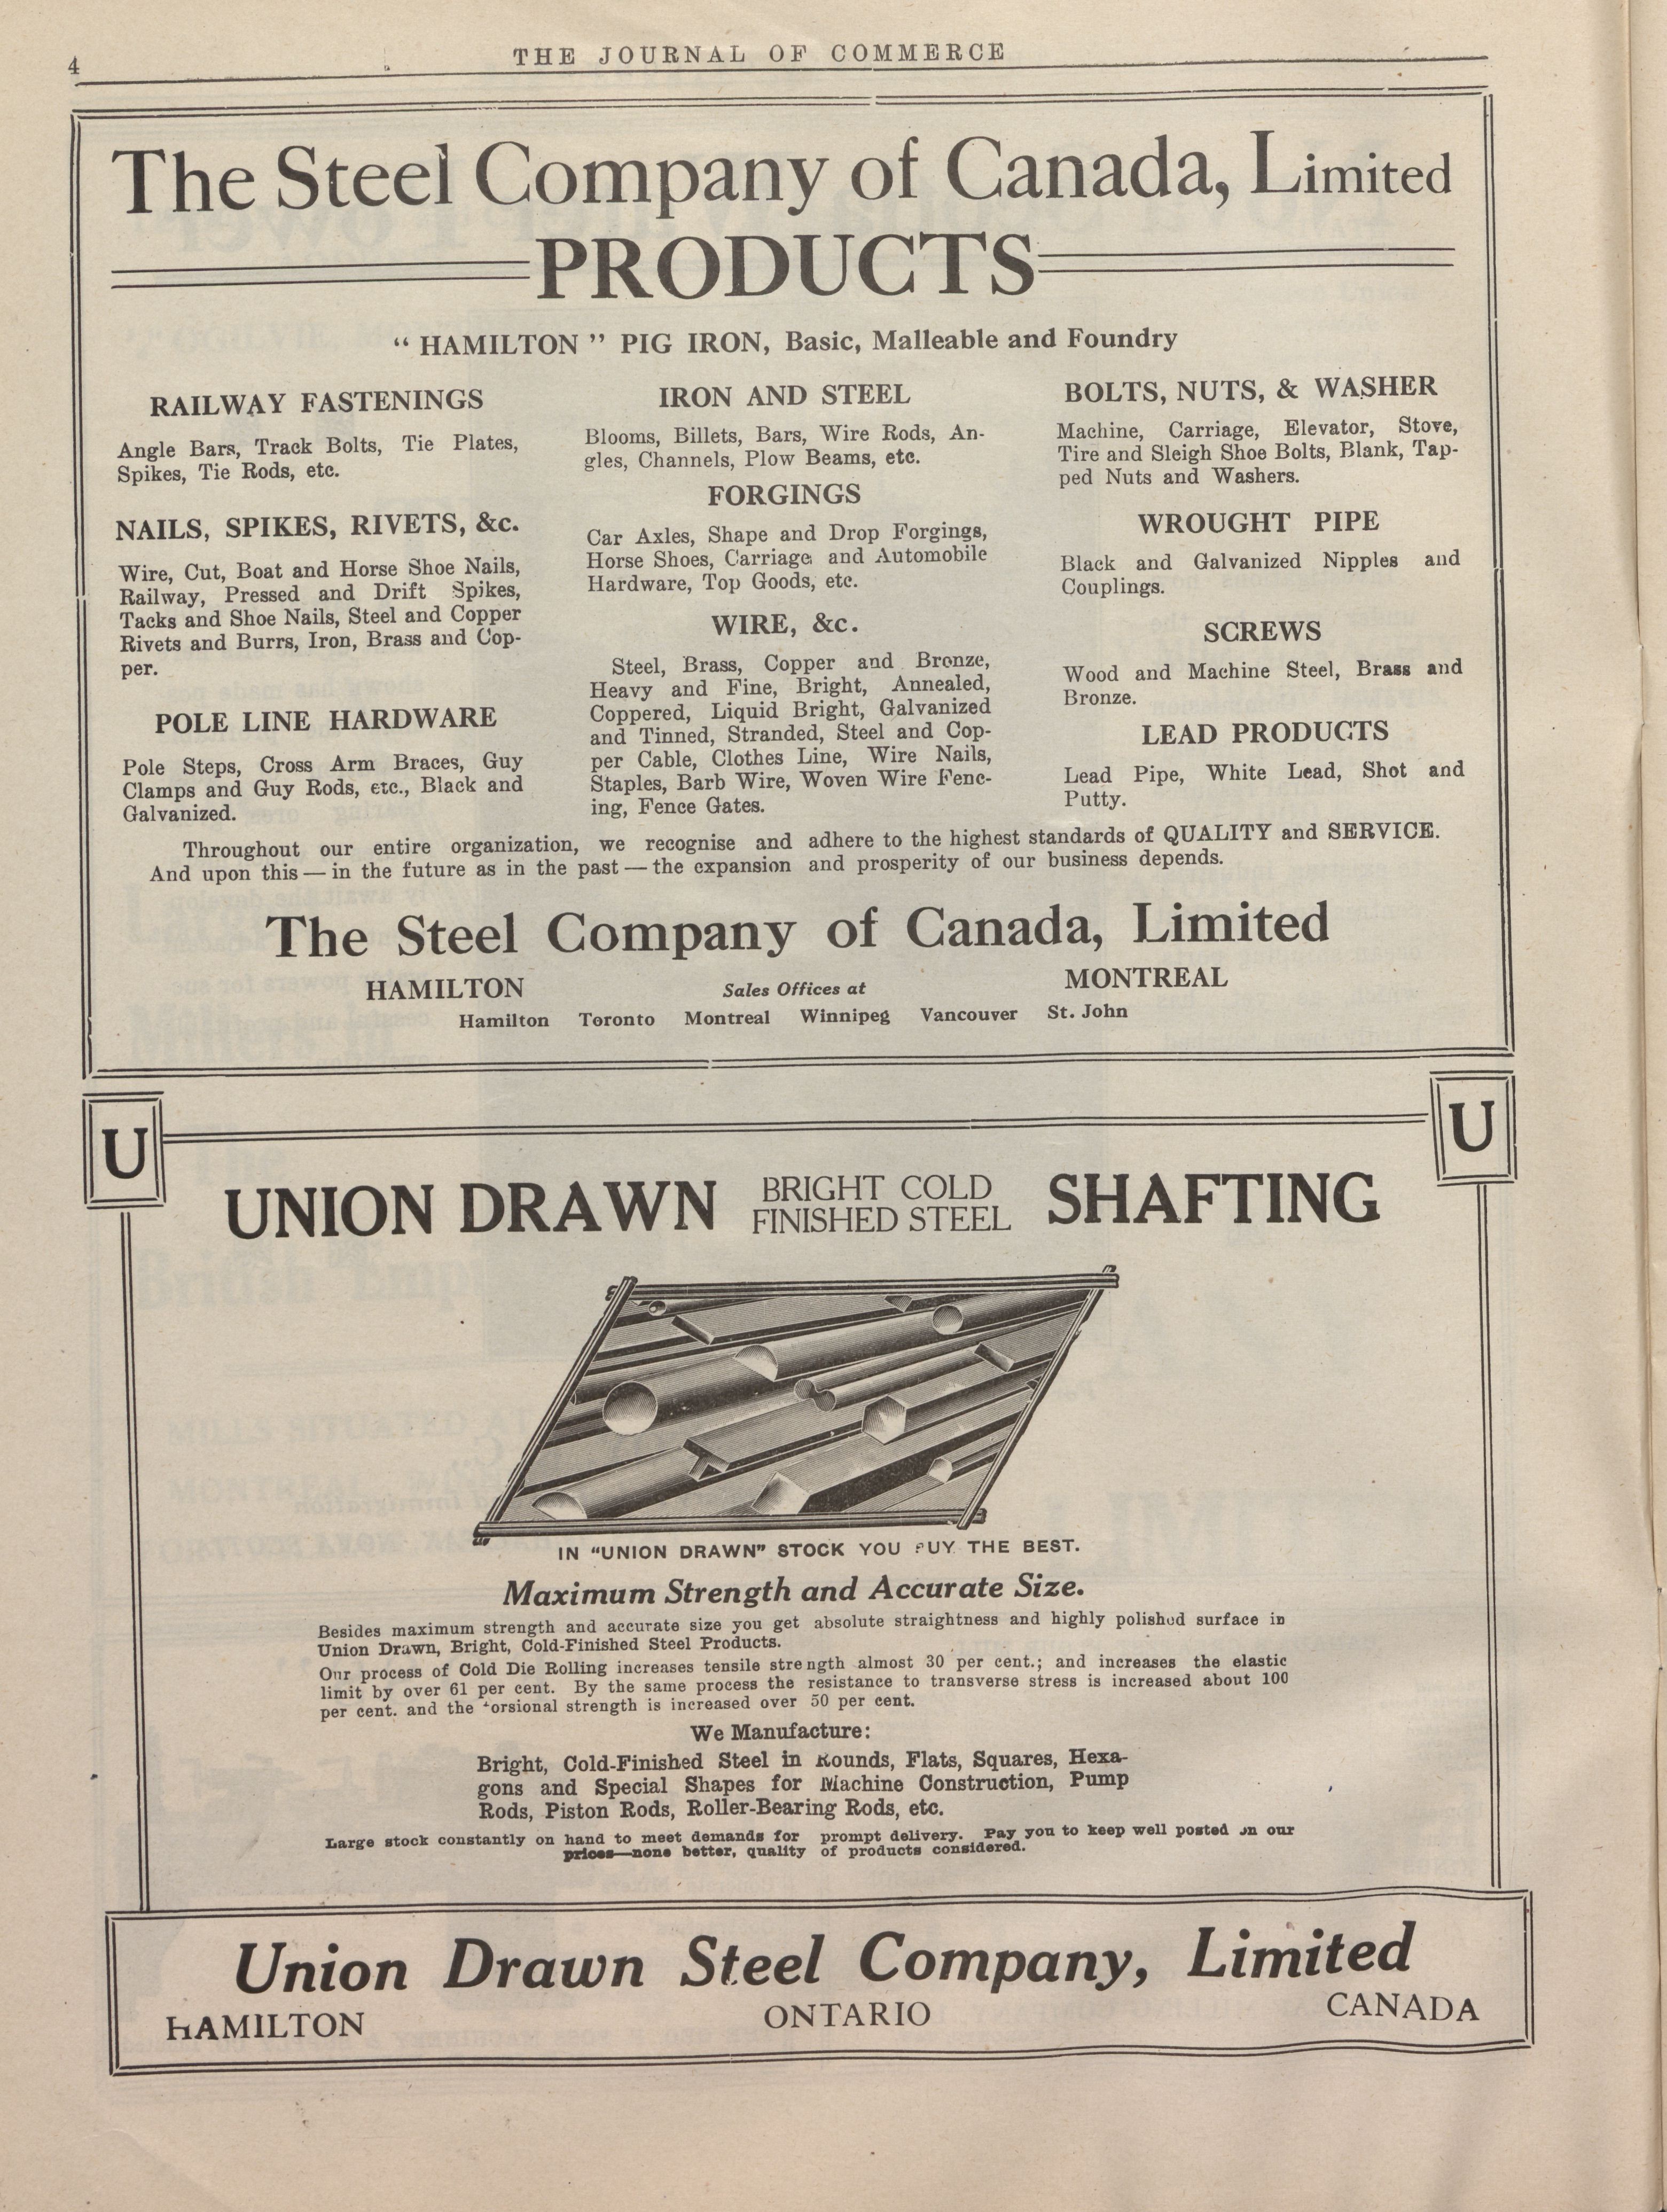 4
THE JOURNAL OF COMMERCE
The Steel Company of Canada, Limited
PRODUCTS
“ HAMILTON ” PIG IRON, Basic, Malleable and Foundry
RAILWAY FASTENINGS
Angle Bars, Track Bolts, Tie Plates,
Spikes, Tie Rods, etc.
NAILS, SPIKES, RIVETS, &c.
Wire, Cut, Boat and Horse Shoe Nails,
Railway, Pressed and Drift Spikes,
Tacks and Shoe Nails, Steel and Copper
Rivets and Burrs, Iron, Brass and Cop-
per.
POLE LINE HARDWARE
Pole Steps, Cross Arm Braces, Guy
Clamps and Guy Rods, etc., Black and
Galvanized.
IRON AND STEEL
Blooms, Billets, Bars, Wire Rods, An-
gles, Channels, Plow Beams, etc.
FORGINGS
Car Axles, Shape and Drop Forgings,
Horse Shoes, Carriage and Automobile
Hardware, Top Goods, etc.
WIRE, &c.
Steel, Brass, Copper and Bronze,
Heavy and Fine, Bright, Annealed,
Coppered, Liquid Bright, Galvanized
and Tinned, Stranded, Steel and Cop-
per Cable, Clothes Line, Wire Nails,
Staples, Barb Wire, Woven Wire Fenc-
ing, Fence Gates.
BOLTS, NUTS, & WASHER
Machine, Carriage, Elevator, Stove,
Tire and Sleigh Shoe Bolts, Blank, Tap-
ped Nuts and Washers.
WROUGHT PIPE
Black and Galvanized Nipples and
Couplings.
SCREWS
Wood and Machine Steel, Brass and
Bronze.
LEAD PRODUCTS
Lead Pipe, White Lead, Shot and
Putty.
Throughout our entire organization, we recognise and adhere to the highest standards of QUALITY and SERVICE.
And upon this — in the future as in the past — the expansion and prosperity of our business depends.
The Steel Company of Canada, Limited
HAMILTON Sales Offices at MONTREAL
Hamilton Toronto Montreal Winnipeg Vancouver St. John
U U
UNION DRAWN BRIGHT COLD FINISHED STEEL SHAFTING
IN “UNION DRAWN” STOCK YOU BUY THE BEST.
Maximum Strength and Accurate Size.
Besides maximum strength and accurate size you get absolute straightness and highly polished surface in
Union Drawn, Bright, Cold-Finished Steel Products.
Our process of Cold Die Rolling increases tensile strength almost 30 per cent.; and increases the elastic
limit by over 61 per cent. By the same process the resistance to transverse stress is increased about 100
per cent. and the torsional strength is increased over 50 per cent.
We Manufacture:
Bright, Cold-Finished Steel in Rounds, Flats, Squares, Hexa-
gons and Special Shapes for Machine Construction, Pump
Rods, Piston Rods, Roller-Bearing Rods, etc.
Large stock constantly on hand to meet demands for prompt delivery. Pay you to keep well posted on our
prices—none better, quality of products considered.
Union Drawn Steel Company, Limited
HAMILTON ONTARIO CANADA